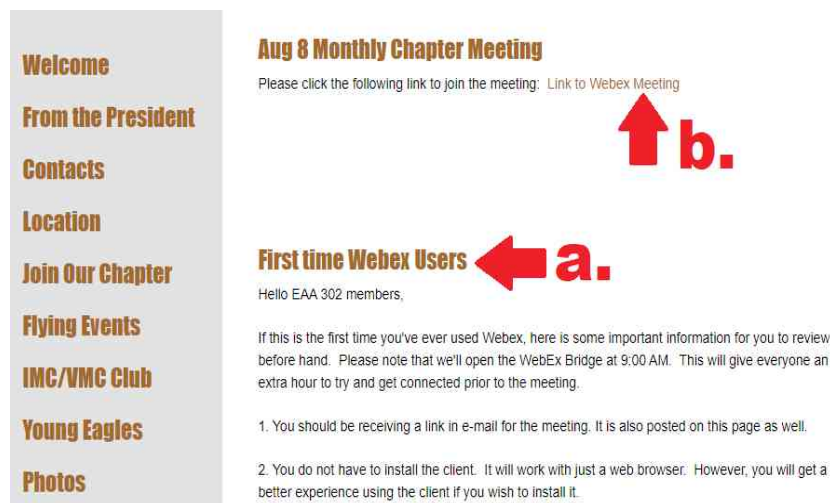 Welcome
From the President
Contacts
Location
Join Our Chapter
Flying Events
IMC/VMC Club
Young Eagles
Photos
Aug 8 Monthly Chapter Meeting
Please click the following link to join the meeting:  Link to Webex Meeting
b.
First time Webex Users
a.
Hello EAA 302 members,
If this is the first time you've ever used Webex, here is some important information for you to review
before hand.  Please note that we'll open the WebEx Bridge at 9:00 AM.  This will give everyone an
extra hour to try and get connected prior to the meeting.
1. You should be receiving a link in e-mail for the meeting. It is also posted on this page as well.
2. You do not have to install the client.  It will work with just a web browser.  However, you will get a
better experience using the client if you wish to install it.